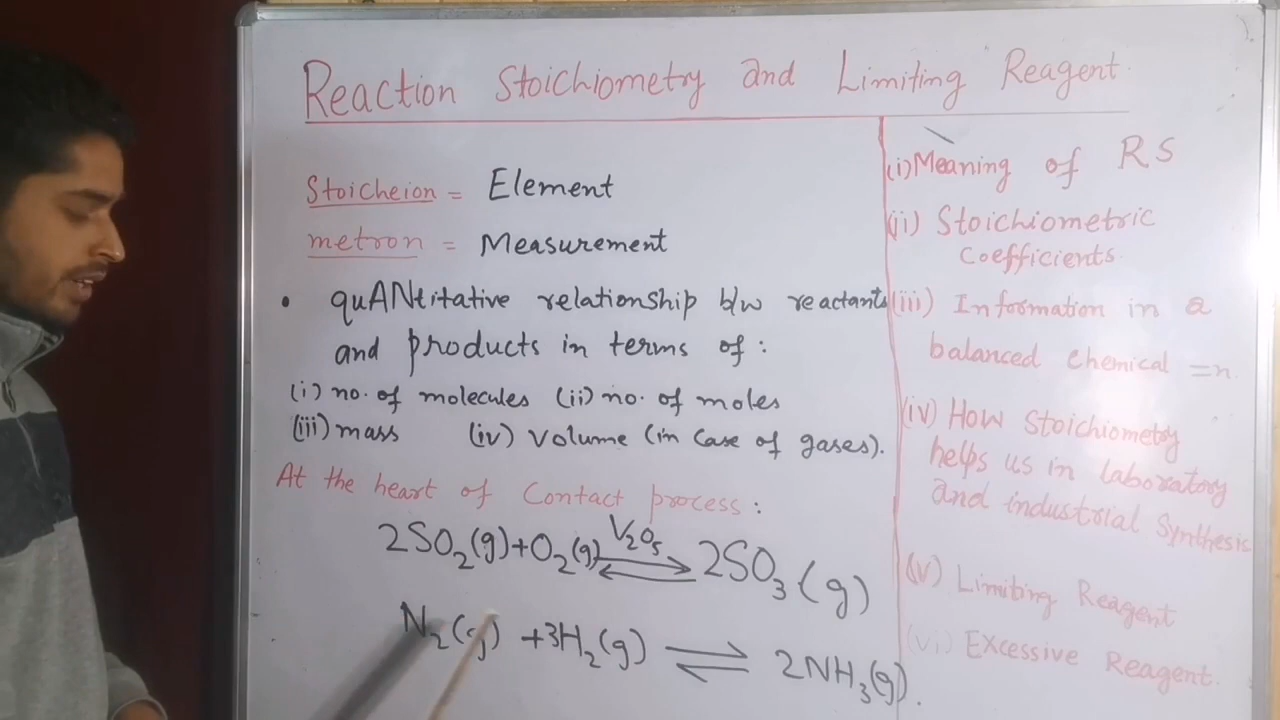 Reaction Stoichiometry and Limiting Reagent
Stoicheion = Element
metron = Measurement
• quANtitative relationship b/w reactants
and products in terms of :
(i) no. of molecules (ii) no. of moles
(iii) mass (iv) Volume (in case of gases).
At the heart of Contact process :
2SO₂(g)+O₂(g) V₂O₅ ⇌ 2SO₃(g)
N₂(g) +3H₂(g) ⇌ 2NH₃(g).
(i) Meaning of RS
(ii) Stoichiometric
Coefficients
(iii) Information in a
balanced chemical =n.
(iv) How Stoichiometry
helps us in laboratory
and industrial Synthesis
(v) Limiting Reagent
(vi) Excessive Reagent.